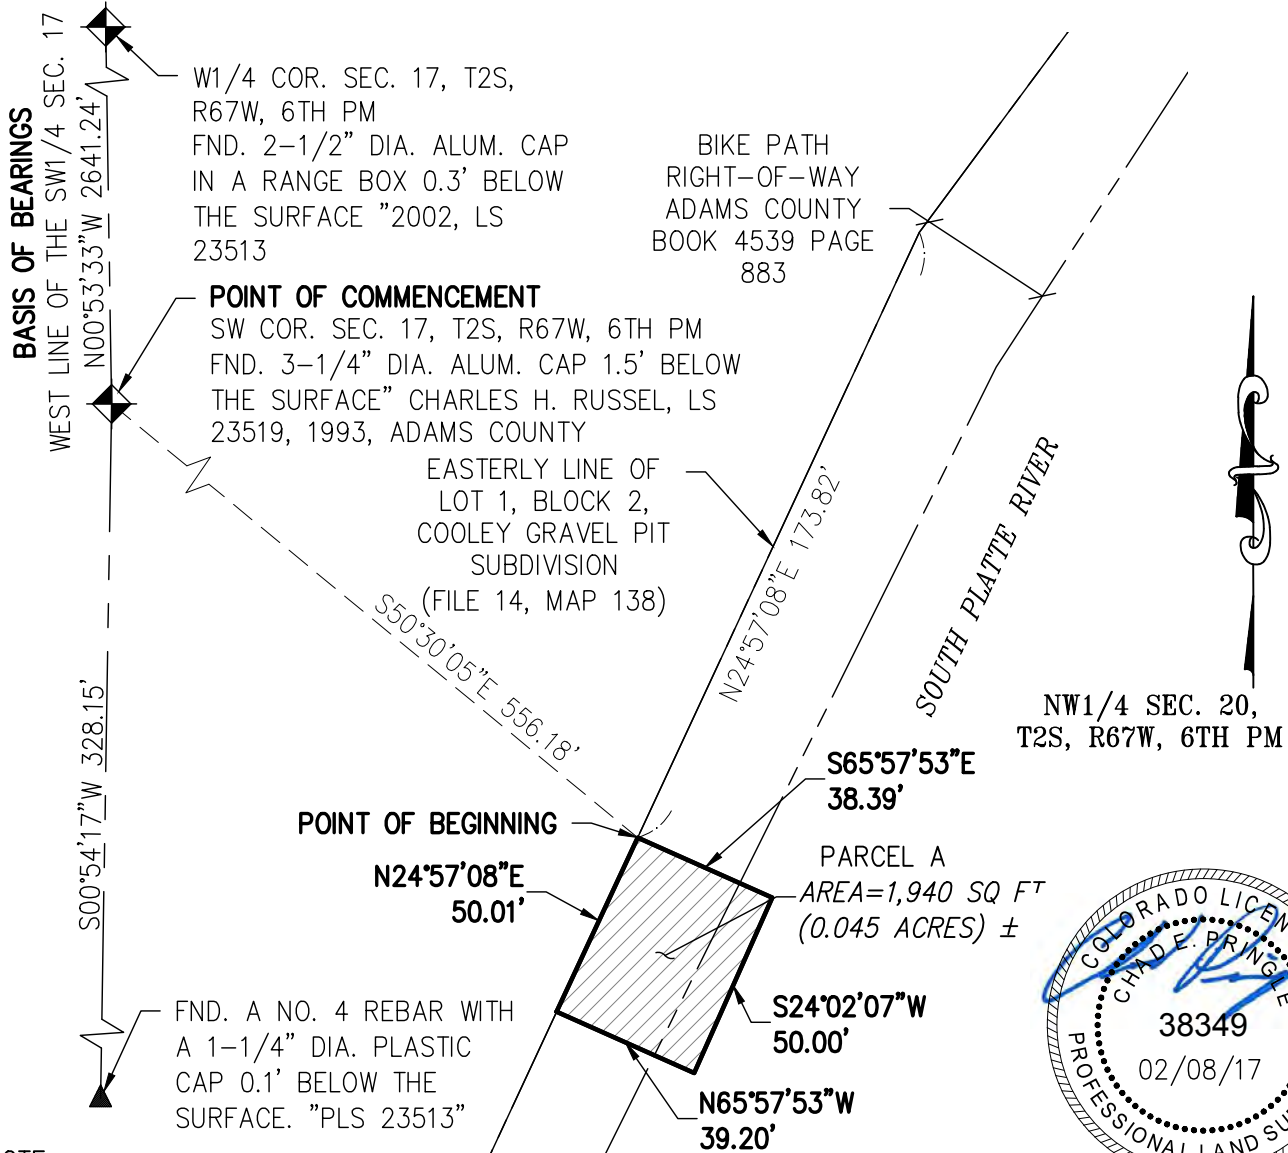 BASIS OF BEARINGS
WEST LINE OF THE SW1/4 SEC. 17
N00°53'33"W 2641.24'
W1/4 COR. SEC. 17, T2S,
R67W, 6TH PM
FND. 2-1/2" DIA. ALUM. CAP
IN A RANGE BOX 0.3' BELOW
THE SURFACE "2002, LS
23513
BIKE PATH
RIGHT-OF-WAY
ADAMS COUNTY
BOOK 4539 PAGE
883
POINT OF COMMENCEMENT
SW COR. SEC. 17, T2S, R67W, 6TH PM
FND. 3-1/4" DIA. ALUM. CAP 1.5' BELOW
THE SURFACE" CHARLES H. RUSSEL, LS
23519, 1993, ADAMS COUNTY
EASTERLY LINE OF
LOT 1, BLOCK 2,
COOLEY GRAVEL PIT
SUBDIVISION
(FILE 14, MAP 138)
N24°57'08"E 173.82'
SOUTH PLATTE RIVER
S50°30'05"E 556.18'
S00°54'17"W 328.15'
NW1/4 SEC. 20,
T2S, R67W, 6TH PM
S65°57'53"E
38.39'
POINT OF BEGINNING
N24°57'08"E
50.01'
PARCEL A
AREA=1,940 SQ FT
(0.045 ACRES) ±
S24°02'07"W
50.00'
N65°57'53"W
39.20'
FND. A NO. 4 REBAR WITH
A 1-1/4" DIA. PLASTIC
CAP 0.1' BELOW THE
SURFACE. "PLS 23513"
COLORADO LICEN
CHAD E. PRINGLE
38349
02/08/17
PROFESSIONAL LAND SU